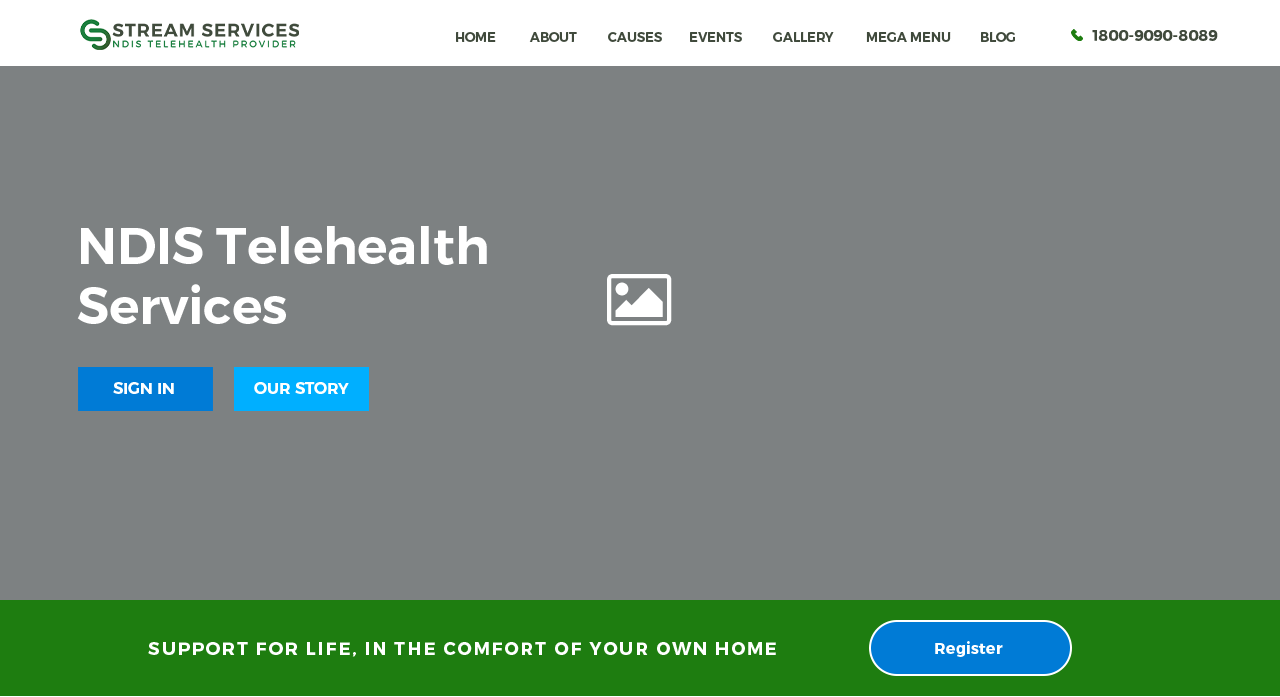 STREAM SERVICES
NDIS TELEHEALTH PROVIDER
HOME ABOUT CAUSES EVENTS GALLERY MEGA MENU BLOG 1800-9090-8089
NDIS Telehealth
Services
SIGN IN OUR STORY
SUPPORT FOR LIFE, IN THE COMFORT OF YOUR OWN HOME Register